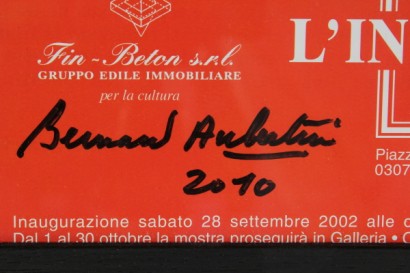 Fin-Beton s.r.l.
GRUPPO EDILE IMMOBILIARE
per la cultura
L'IN
Bernard Aubertin
2010
Piazz
0307
Inaugurazione sabato 28 settembre 2002 alle o
Dal 1 al 30 ottobre la mostra proseguirà in Galleria •